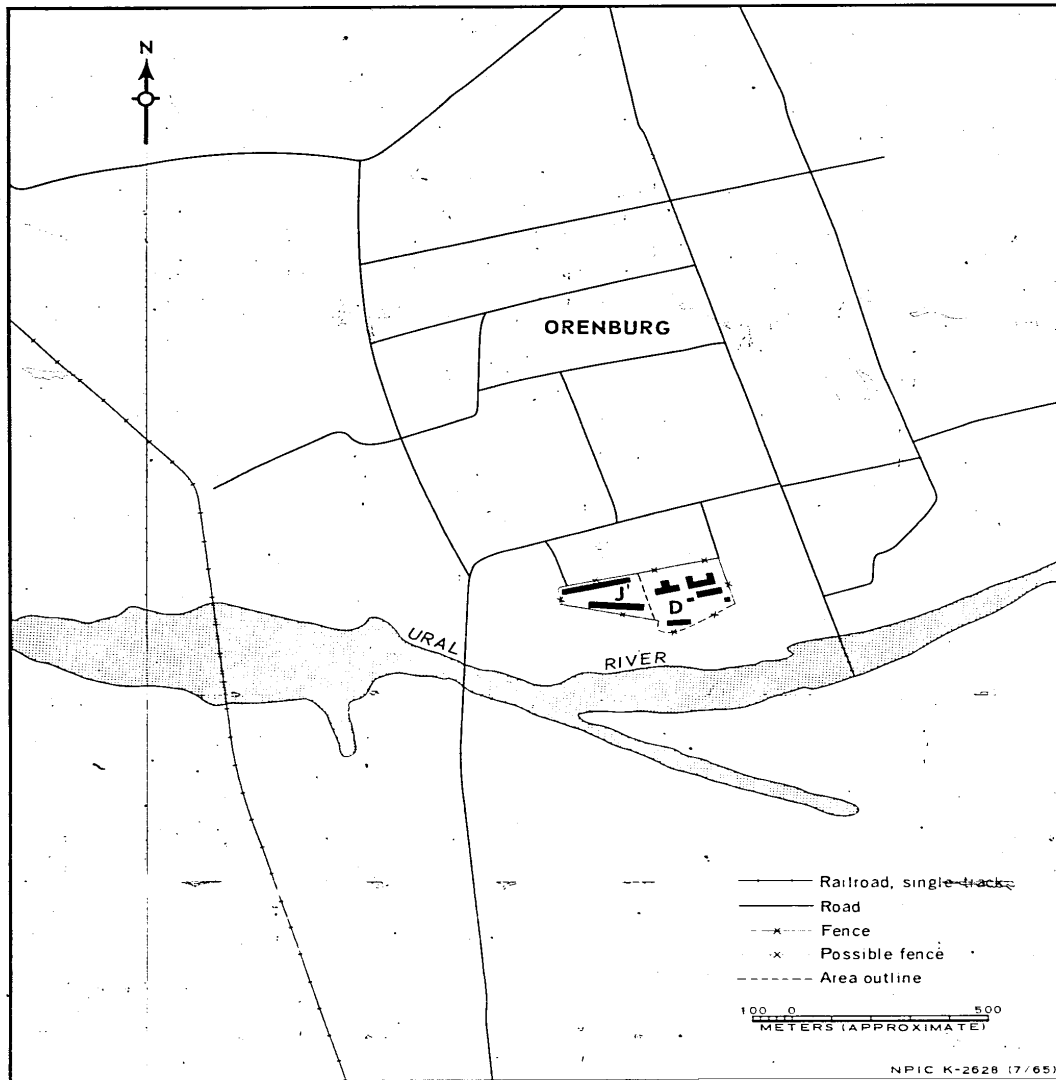 N
ORENBURG
J
D
URAL
RIVER
Railroad, single-track
Road
Fence
Possible fence
Area outline
100 0 500
METERS (APPROXIMATE)
NPIC K-2628 (7/65)